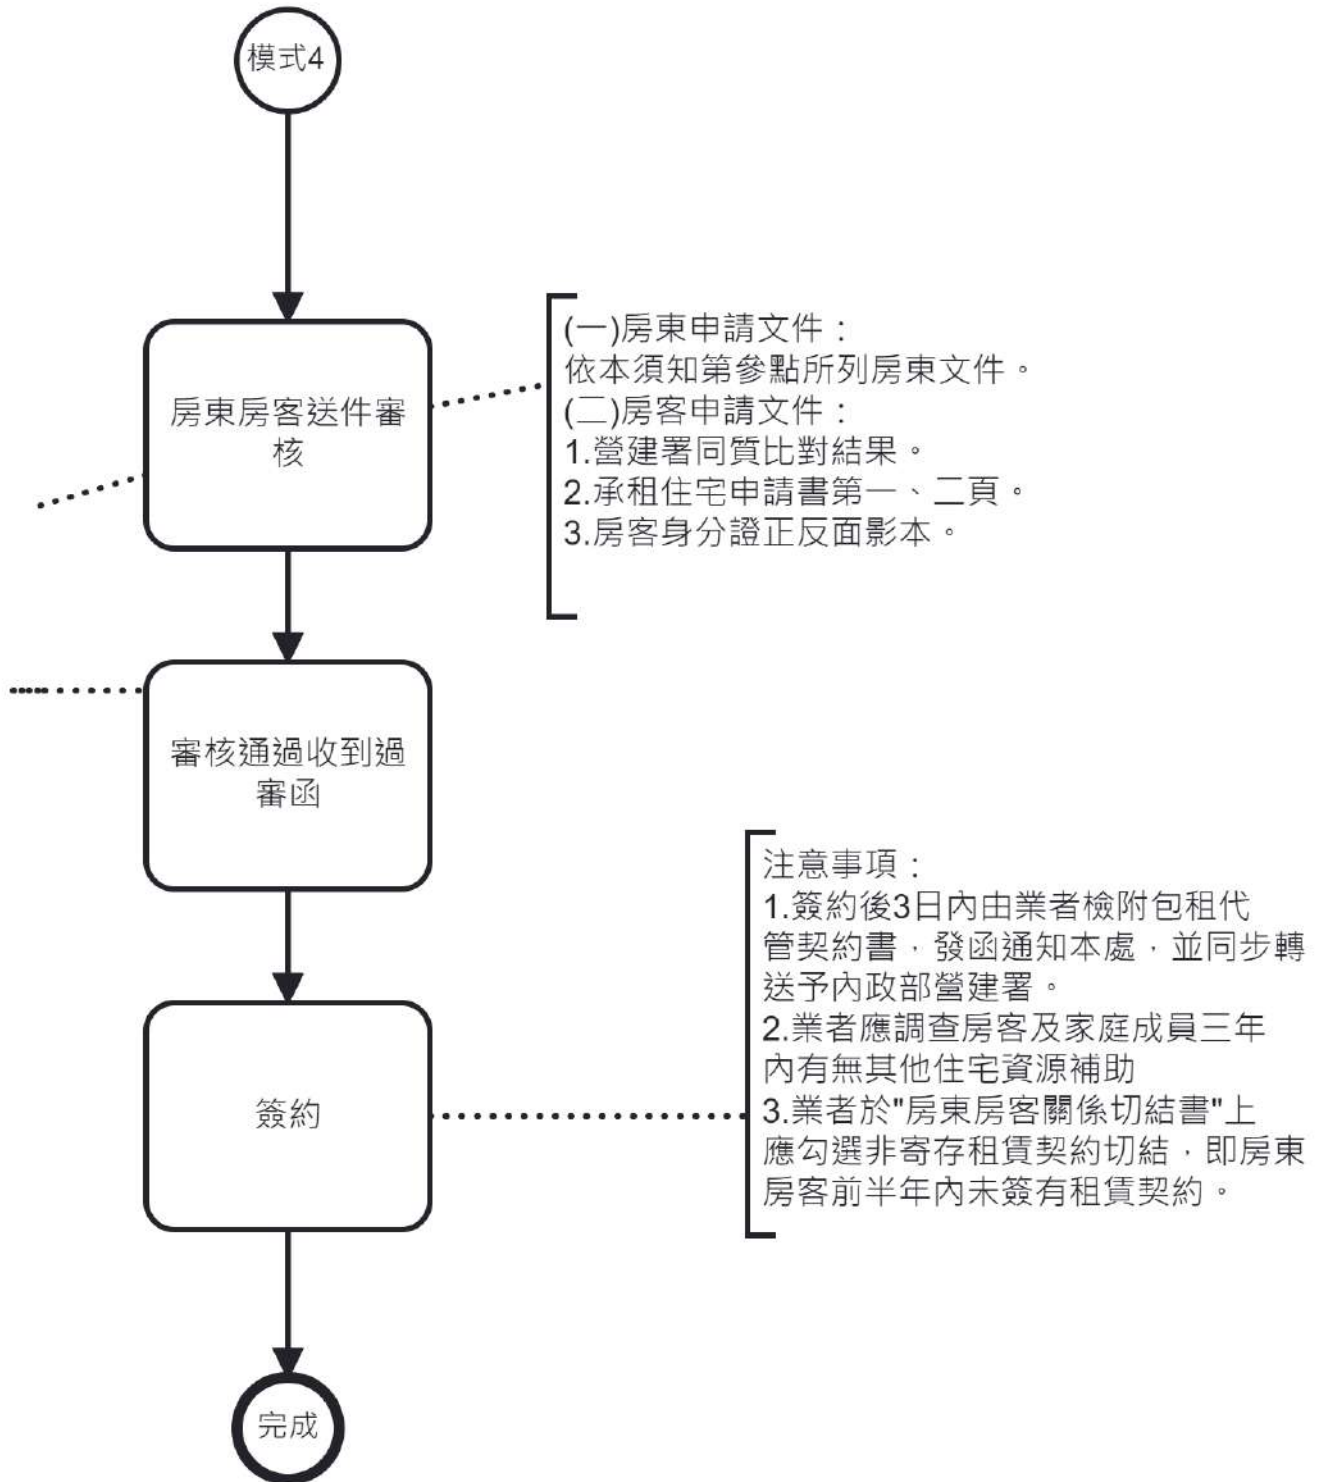 模式4
房東房客送件審
核
(一)房東申請文件：
依本須知第參點所列房東文件。
(二)房客申請文件：
1.營建署同質比對結果。
2.承租住宅申請書第一、二頁。
3.房客身分證正反面影本。
審核通過收到過
審函
簽約
注意事項：
1.簽約後3日內由業者檢附包租代
管契約書，發函通知本處，並同步轉
送予內政部營建署。
2.業者應調查房客及家庭成員三年
內有無其他住宅資源補助
3.業者於"房東房客關係切結書"上
應勾選非寄存租賃契約切結，即房東
房客前半年內未簽有租賃契約。
完成